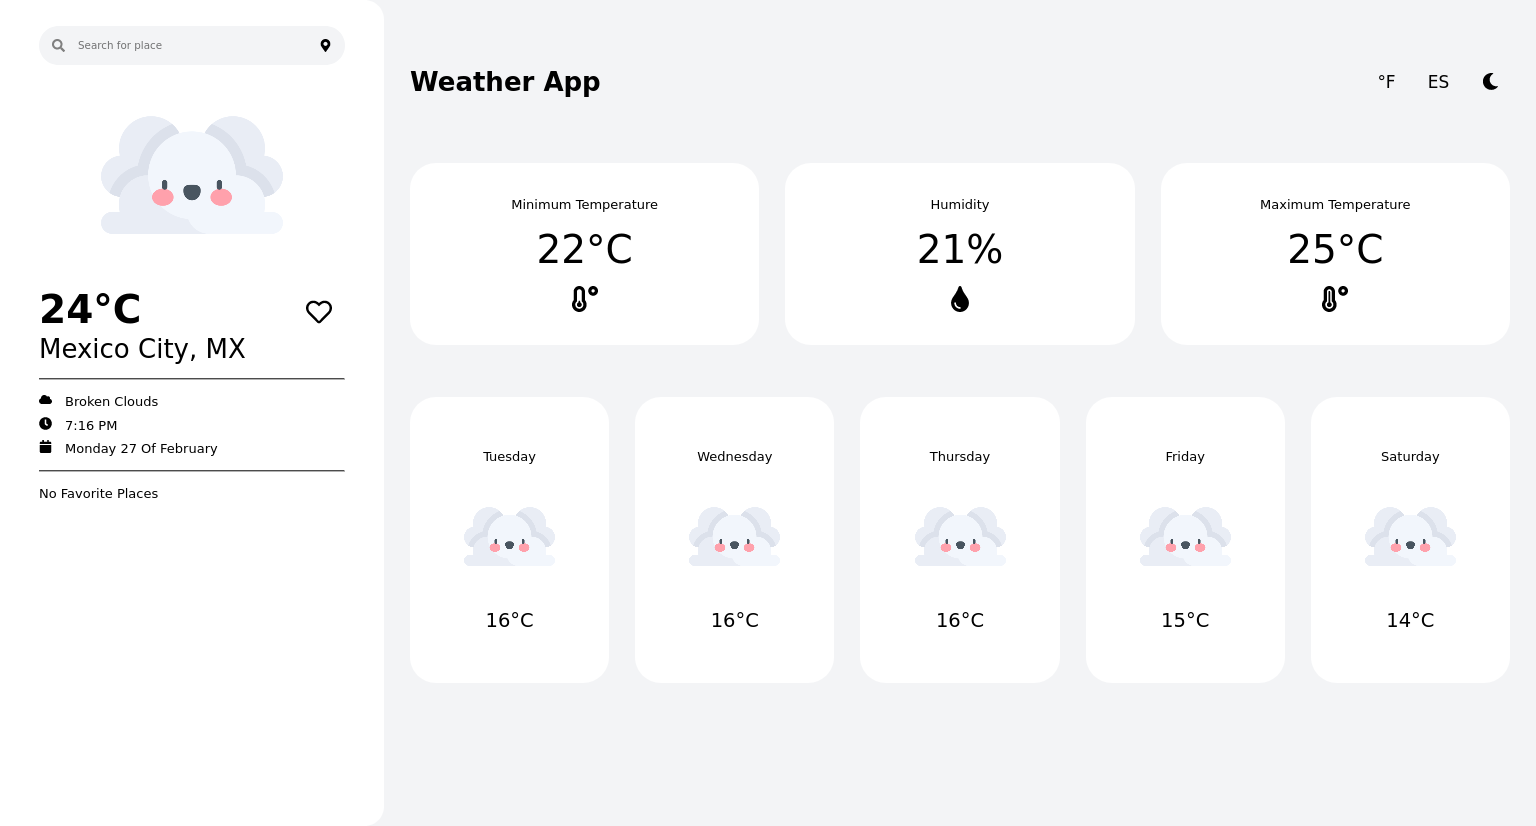 Search for place
24°C
Mexico City, MX
Broken Clouds
7:16 PM
Monday 27 Of February
No Favorite Places
Weather App
°F
ES
Minimum Temperature
22°C
Humidity
21%
Maximum Temperature
25°C
Tuesday
16°C
Wednesday
16°C
Thursday
16°C
Friday
15°C
Saturday
14°C